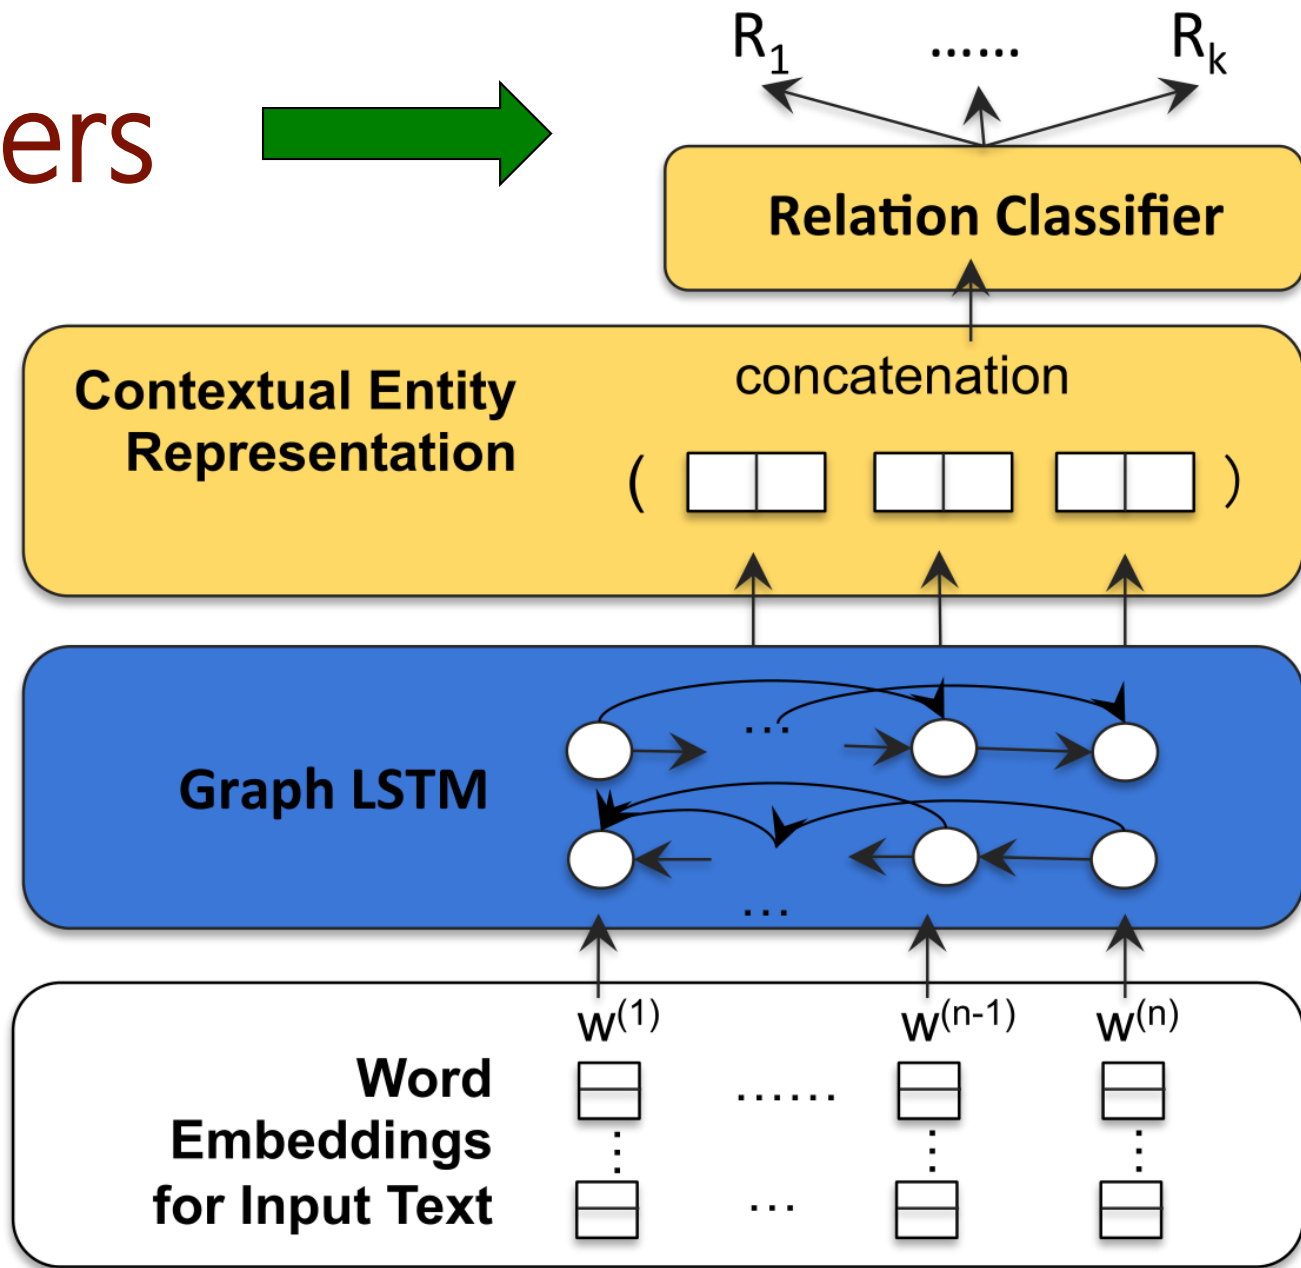 R1 ...... Rk
ers
Relation Classifier
Contextual Entity
Representation
concatenation
( )
...
Graph LSTM
...
w(1) w(n-1) w(n)
Word
Embeddings
for Input Text
......
...